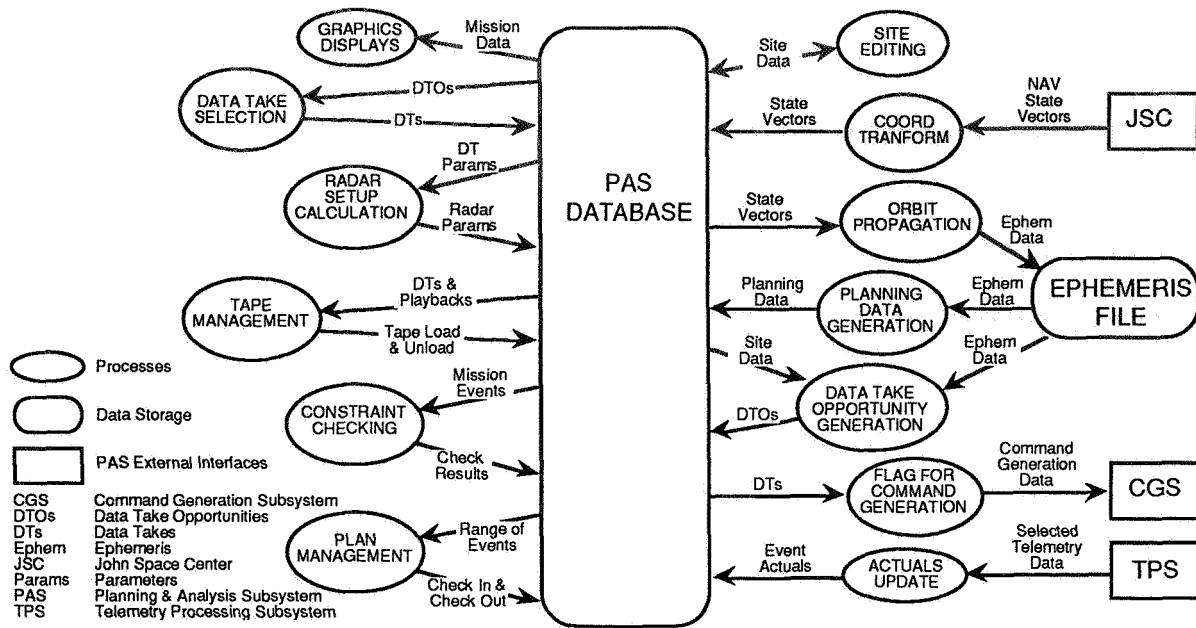 GRAPHICS
DISPLAYS
Mission
Data
DATA TAKE
SELECTION
DTOs
DTs
RADAR
SETUP
CALCULATION
DT
Params
Radar
Params
TAPE
MANAGEMENT
DTs &
Playbacks
Tape Load
& Unload
CONSTRAINT
CHECKING
Mission
Events
Check
Results
PLAN
MANAGEMENT
Range of
Events
Check In &
Check Out
PAS
DATABASE
Site
Data
SITE
EDITING
State
Vectors
COORD
TRANFORM
NAV
State
Vectors
JSC
State
Vectors
ORBIT
PROPAGATION
Ephem
Data
EPHEMERIS
FILE
Planning
Data
PLANNING
DATA
GENERATION
Ephem
Data
Site
Data
DTOs
DATA TAKE
OPPORTUNITY
GENERATION
Ephem
Data
DTs
FLAG FOR
COMMAND
GENERATION
Command
Generation
Data
CGS
Event
Actuals
ACTUALS
UPDATE
Selected
Telemetry
Data
TPS
Processes
Data Storage
PAS External Interfaces
CGS Command Generation Subsystem
DTOs Data Take Opportunities
DTs Data Takes
Ephem Ephemeris
JSC John Space Center
Params Parameters
PAS Planning & Analysis Subsystem
TPS Telemetry Processing Subsystem